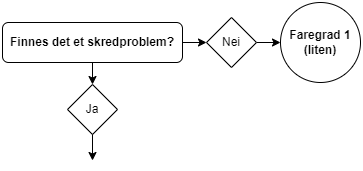 Finnes det et skredproblem?
Nei
Faregrad 1
(liten)
Ja